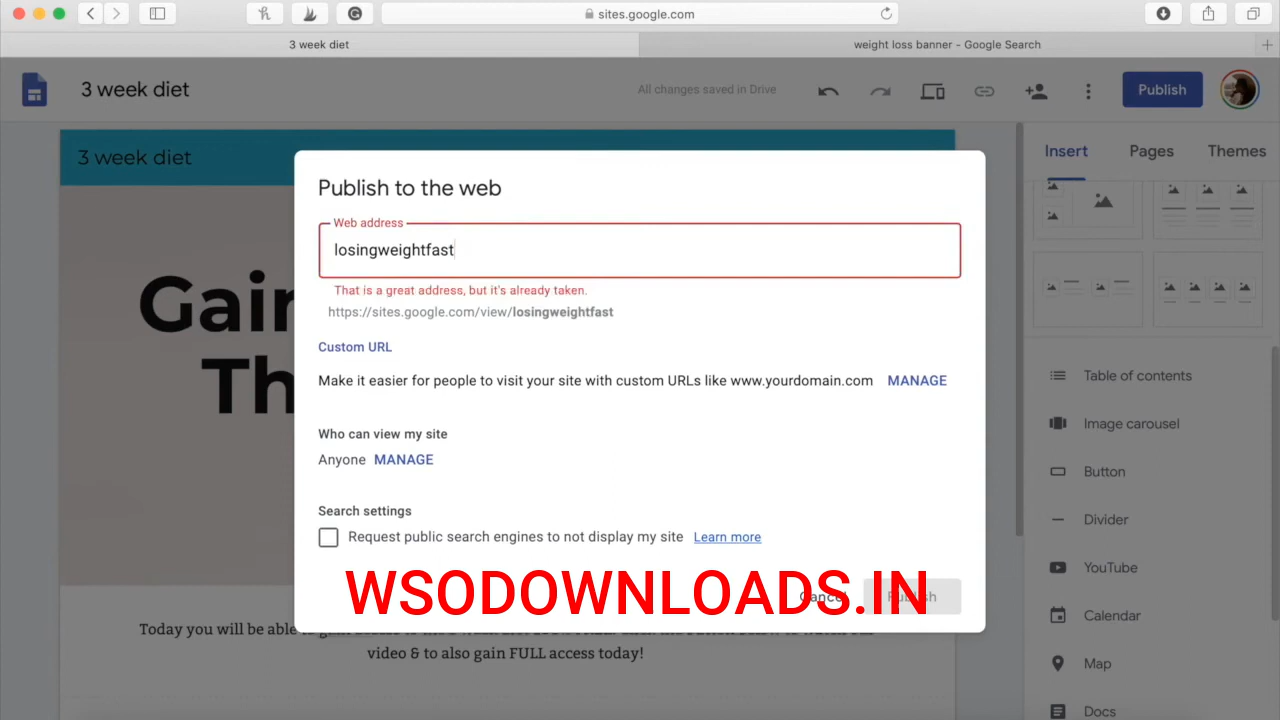 sites.google.com
3 week diet
weight loss banner - Google Search
3 week diet
All changes saved in Drive
Publish
3 week diet
Insert
Pages
Themes
Gain
Th
Publish to the web
Web address
losingweightfast
That is a great address, but it's already taken.
https://sites.google.com/view/losingweightfast
Custom URL
Make it easier for people to visit your site with custom URLs like www.yourdomain.com MANAGE
Who can view my site
Anyone MANAGE
Search settings
Request public search engines to not display my site Learn more
Cancel Publish
WSODOWNLOADS.IN
Today you will be able
video & to also gain FULL access today!
Table of contents
Image carousel
Button
Divider
YouTube
Calendar
Map
Docs